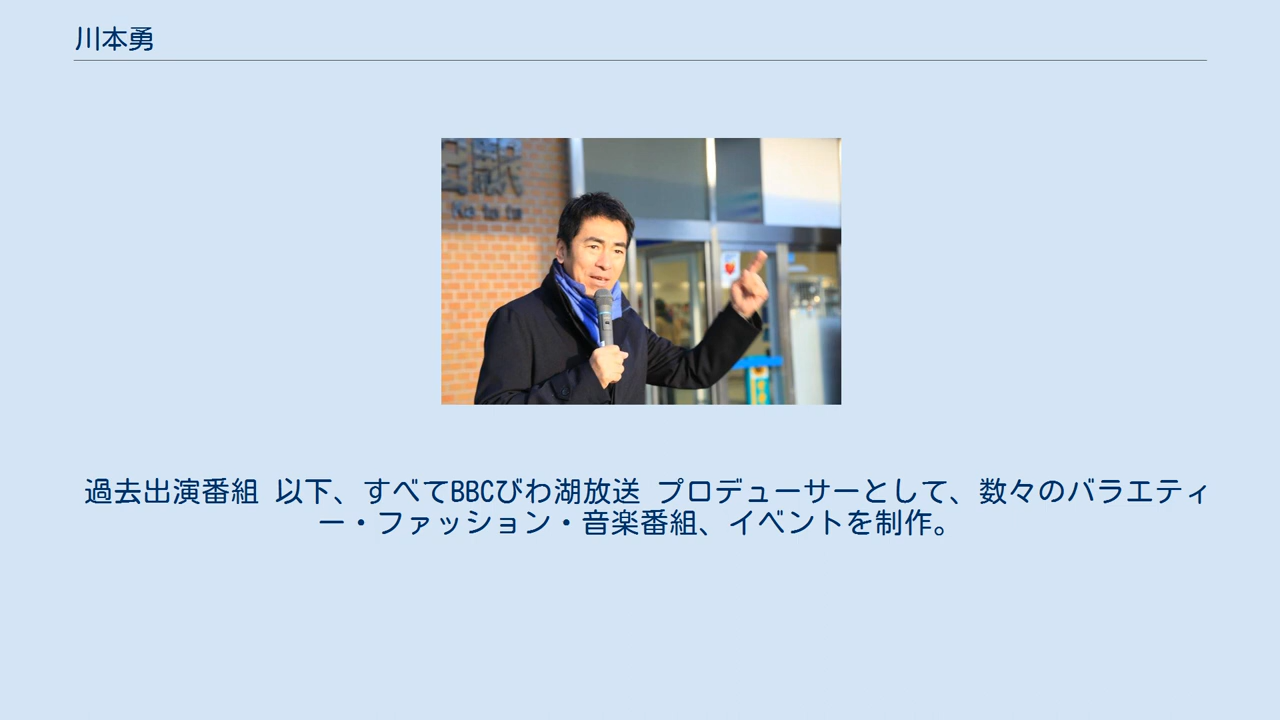 川本勇
過去出演番組 以下、すべてBBCびわ湖放送 プロデューサーとして、数々のバラエティ
ー・ファッション・音楽番組、イベントを制作。